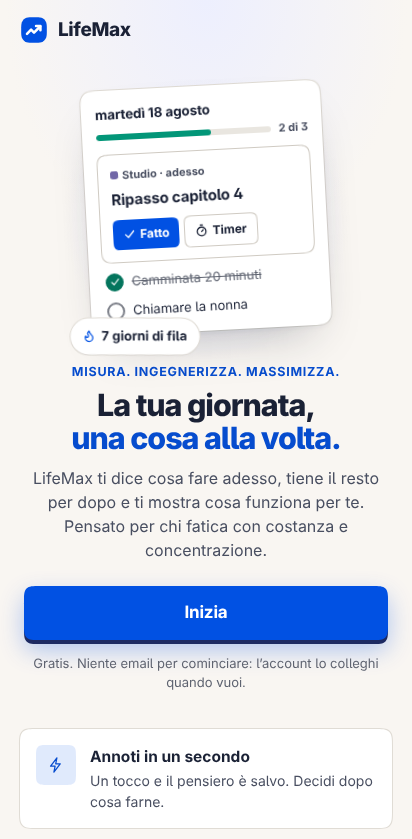 LifeMax
martedì 18 agosto
2 di 3
Studio · adesso
Ripasso capitolo 4
Fatto
Timer
Camminata 20 minuti
Chiamare la nonna
7 giorni di fila
MISURA. INGEGNERIZZA. MASSIMIZZA.
La tua giornata,
una cosa alla volta.
LifeMax ti dice cosa fare adesso, tiene il resto
per dopo e ti mostra cosa funziona per te.
Pensato per chi fatica con costanza e
concentrazione.
Inizia
Gratis. Niente email per cominciare: l’account lo colleghi
quando vuoi.
Annoti in un secondo
Un tocco e il pensiero è salvo. Decidi dopo
cosa farne.